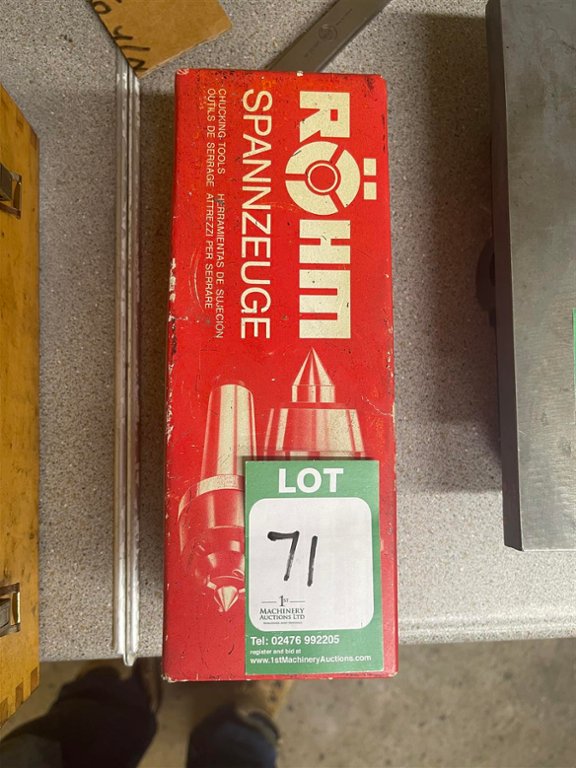 RÖHM
SPANNZEUGE
CHUCKING TOOLS HERRAMIENTAS DE SUJECIÓN
OUTILS DE SERRAGE ATTREZZI PER SERRARE
LOT
71
1ST
MACHINERY
AUCTIONS LTD
Tel: 02476 992205
register and bid at
www.1stMachineryAuctions.com